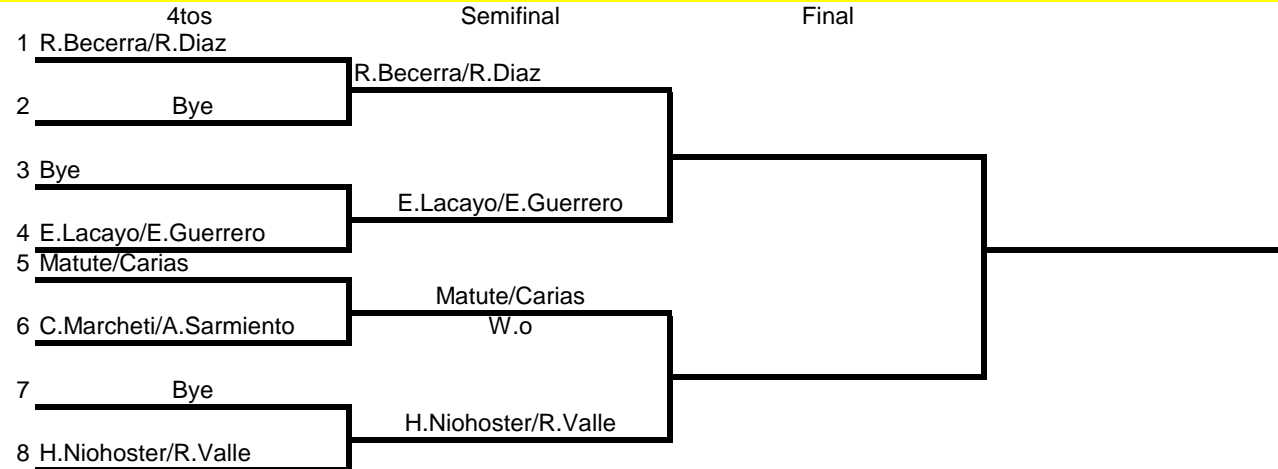 4tos Semifinal Final
1 R.Becerra/R.Diaz
R.Becerra/R.Diaz
2 Bye
3 Bye
E.Lacayo/E.Guerrero
4 E.Lacayo/E.Guerrero
5 Matute/Carias
Matute/Carias
6 C.Marcheti/A.Sarmiento
W.o
7 Bye
H.Niohoster/R.Valle
8 H.Niohoster/R.Valle